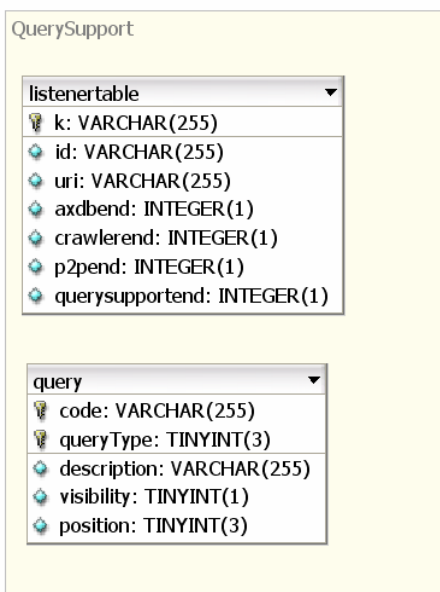 QuerySupport
listenertable
k: VARCHAR(255)
id: VARCHAR(255)
uri: VARCHAR(255)
axdbend: INTEGER(1)
crawlerend: INTEGER(1)
p2pend: INTEGER(1)
querysupportend: INTEGER(1)
query
code: VARCHAR(255)
queryType: TINYINT(3)
description: VARCHAR(255)
visibility: TINYINT(1)
position: TINYINT(3)